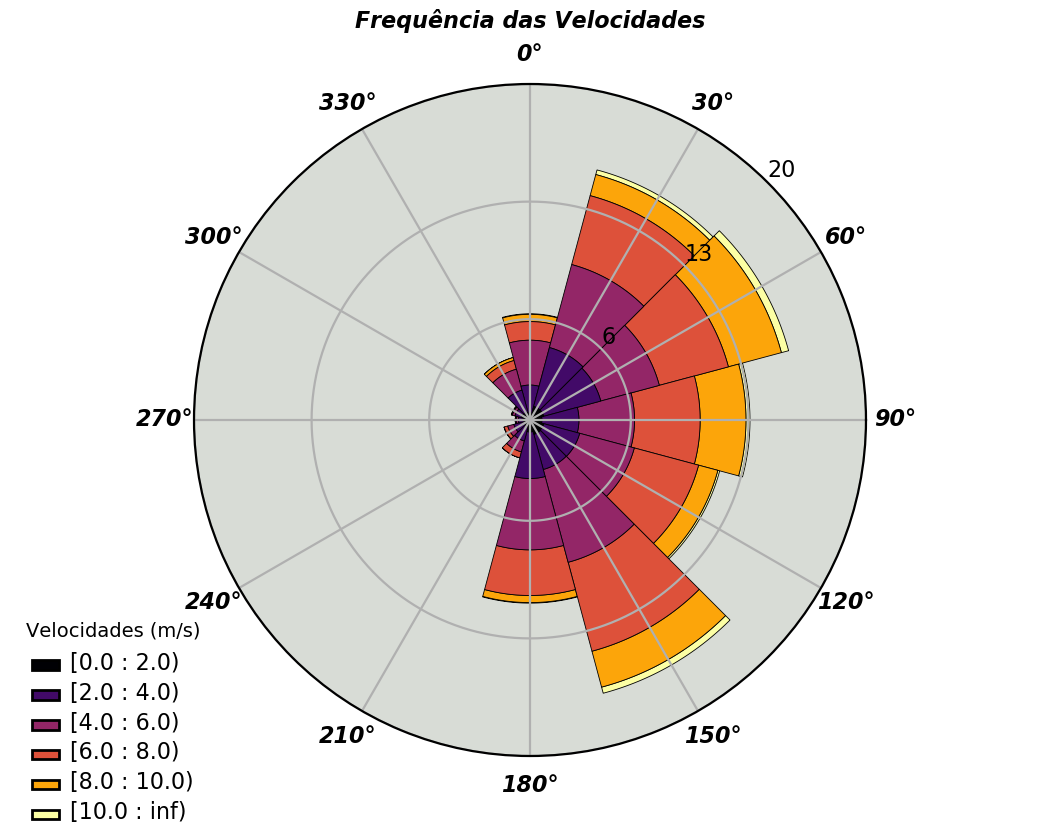 Frequência das Velocidades
0°
330°
30°
20
300°
60°
13
6
270°
90°
240°
120°
210°
150°
180°
Velocidades (m/s)
[0.0 : 2.0)
[2.0 : 4.0)
[4.0 : 6.0)
[6.0 : 8.0)
[8.0 : 10.0)
[10.0 : inf)